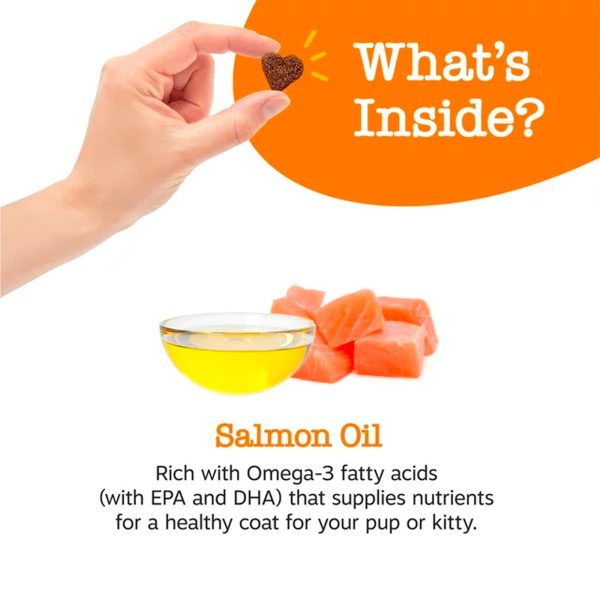 What's
Inside?
Salmon Oil
Rich with Omega-3 fatty acids
(with EPA and DHA) that supplies nutrients
for a healthy coat for your pup or kitty.